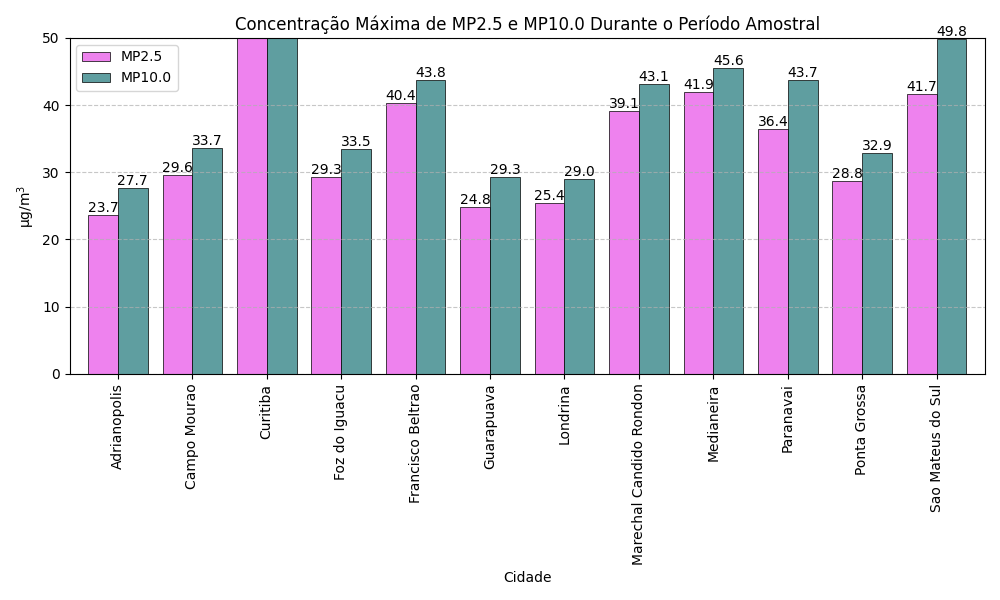 Concentração Máxima de MP2.5 e MP10.0 Durante o Período Amostral
MP2.5
MP10.0
µg/m³
50
40
30
20
10
0
23.7
27.7
29.6
33.7
29.3
33.5
40.4
43.8
24.8
29.3
25.4
29.0
39.1
43.1
41.9
45.6
36.4
43.7
28.8
32.9
41.7
49.8
Adrianopolis
Campo Mourao
Curitiba
Foz do Iguacu
Francisco Beltrao
Guarapuava
Londrina
Marechal Candido Rondon
Medianeira
Paranavai
Ponta Grossa
Sao Mateus do Sul
Cidade